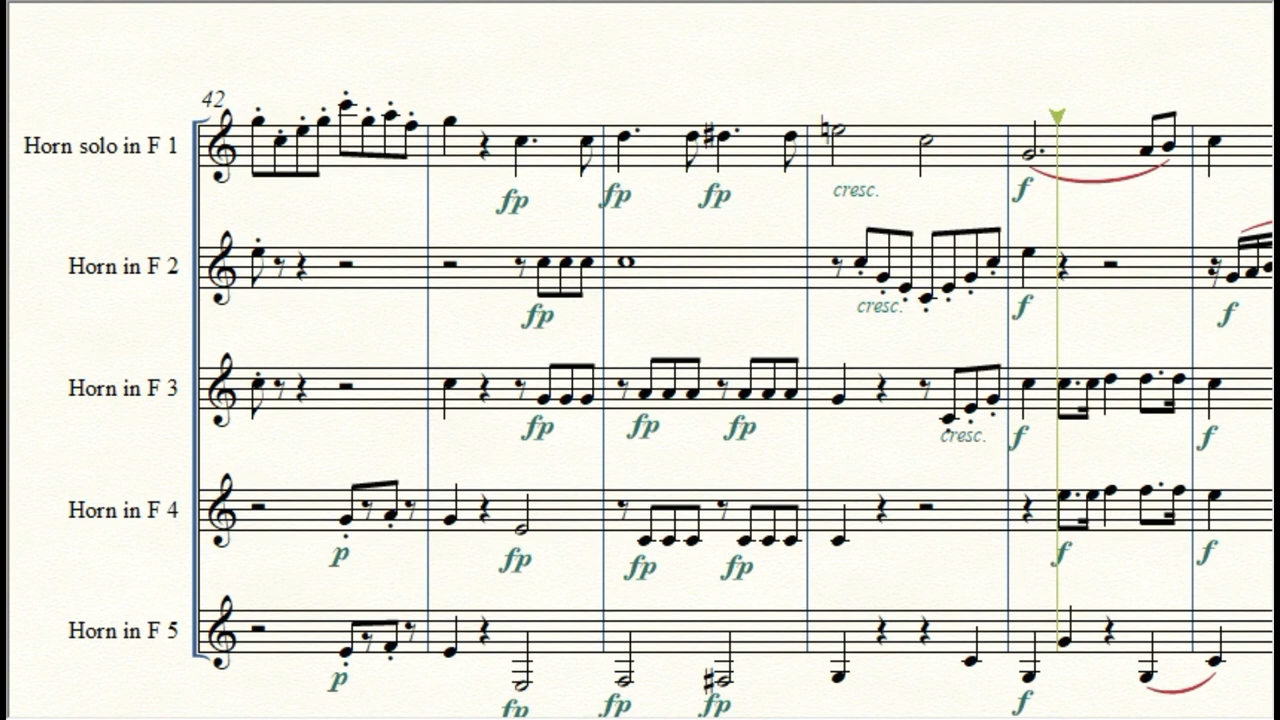 42
Horn solo in F 1
fp fp fp cresc. f
Horn in F 2
fp cresc. f f
Horn in F 3
fp fp fp cresc. f f
Horn in F 4
p fp fp fp f f
Horn in F 5
p fp fp fp f